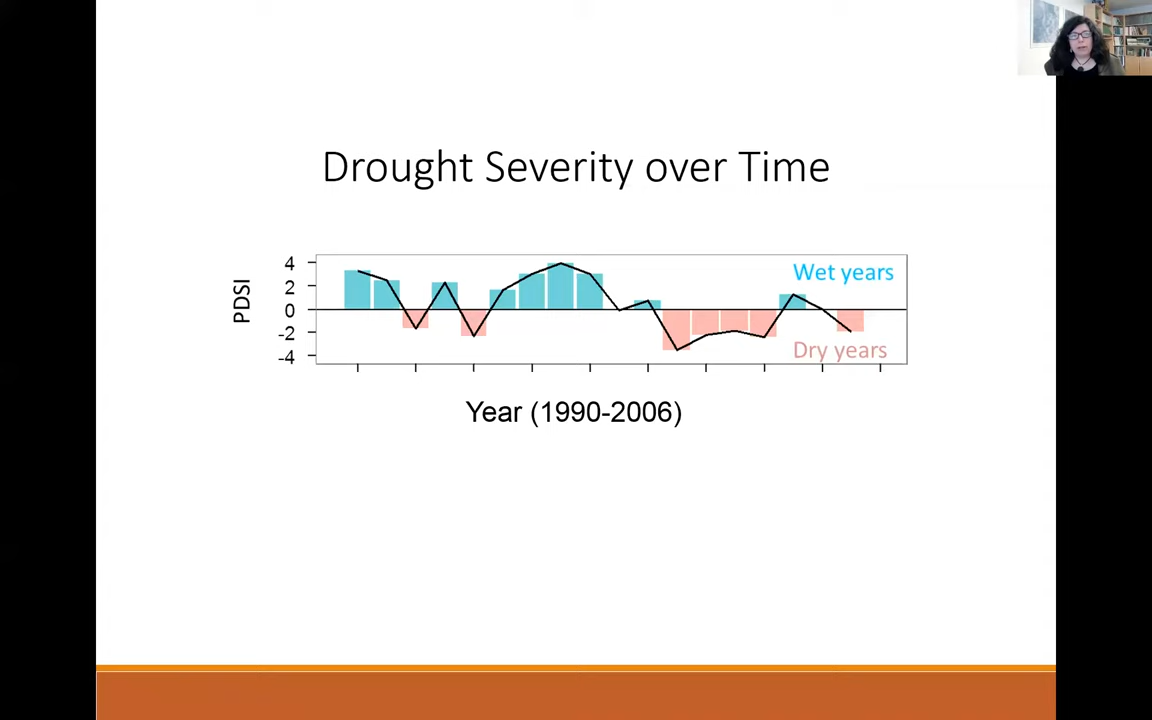 Drought Severity over Time
PDSI
4
2
0
-2
-4
Wet years
Dry years
Year (1990-2006)